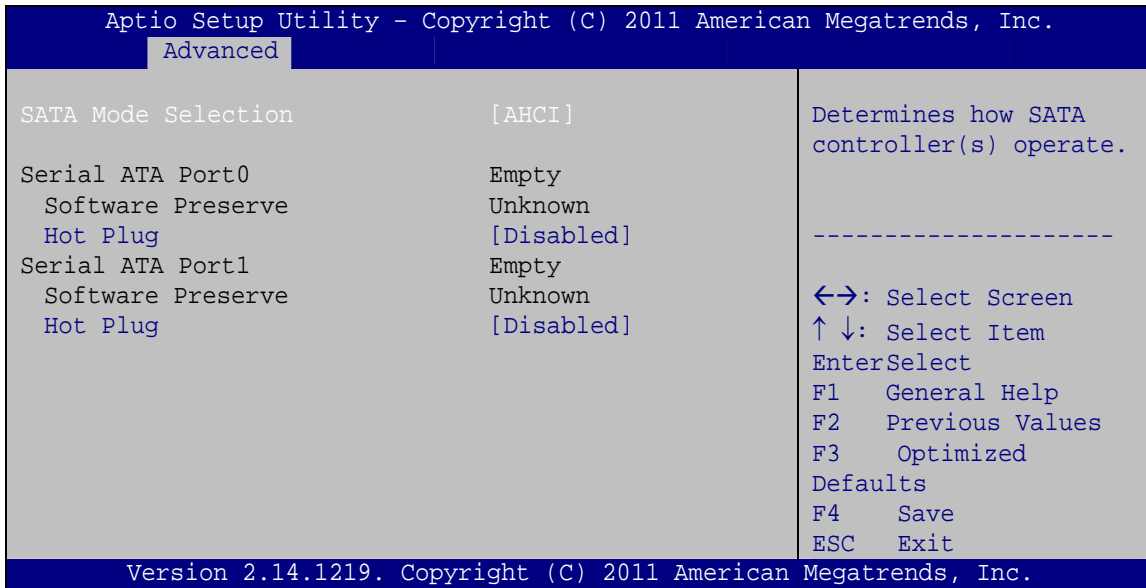 Aptio Setup Utility – Copyright (C) 2011 American Megatrends, Inc.
Advanced
SATA Mode Selection [AHCI]
Serial ATA Port0 Empty
Software Preserve Unknown
Hot Plug [Disabled]
Serial ATA Port1 Empty
Software Preserve Unknown
Hot Plug [Disabled]
Determines how SATA
controller(s) operate.
---------------------
←→: Select Screen
↑ ↓: Select Item
EnterSelect
F1 General Help
F2 Previous Values
F3 Optimized
Defaults
F4 Save
ESC Exit
Version 2.14.1219. Copyright (C) 2011 American Megatrends, Inc.